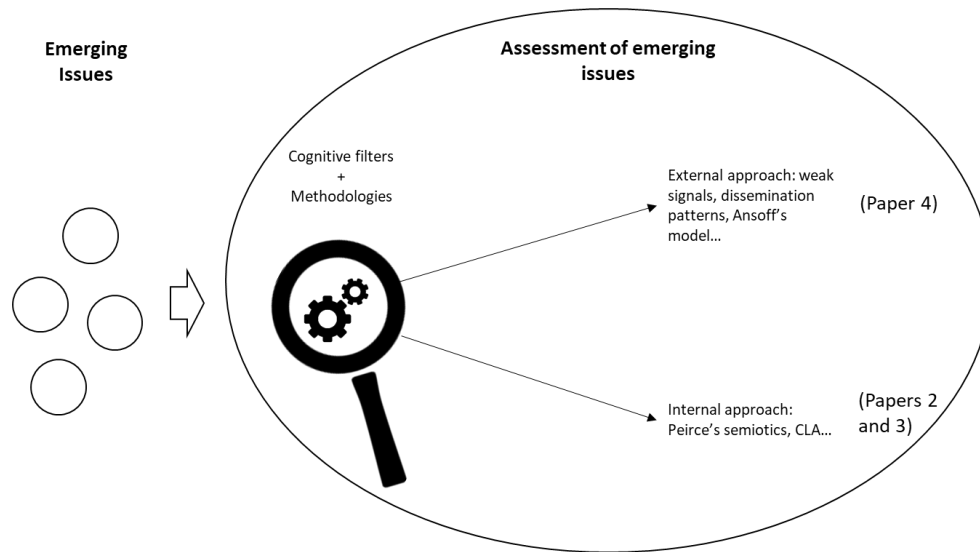 Emerging
Issues
Assessment of emerging
issues
Cognitive filters
+
Methodologies
External approach: weak
signals, dissemination
patterns, Ansoff’s
model...
(Paper 4)
Internal approach:
Peirce’s semiotics, CLA...
(Papers 2
and 3)